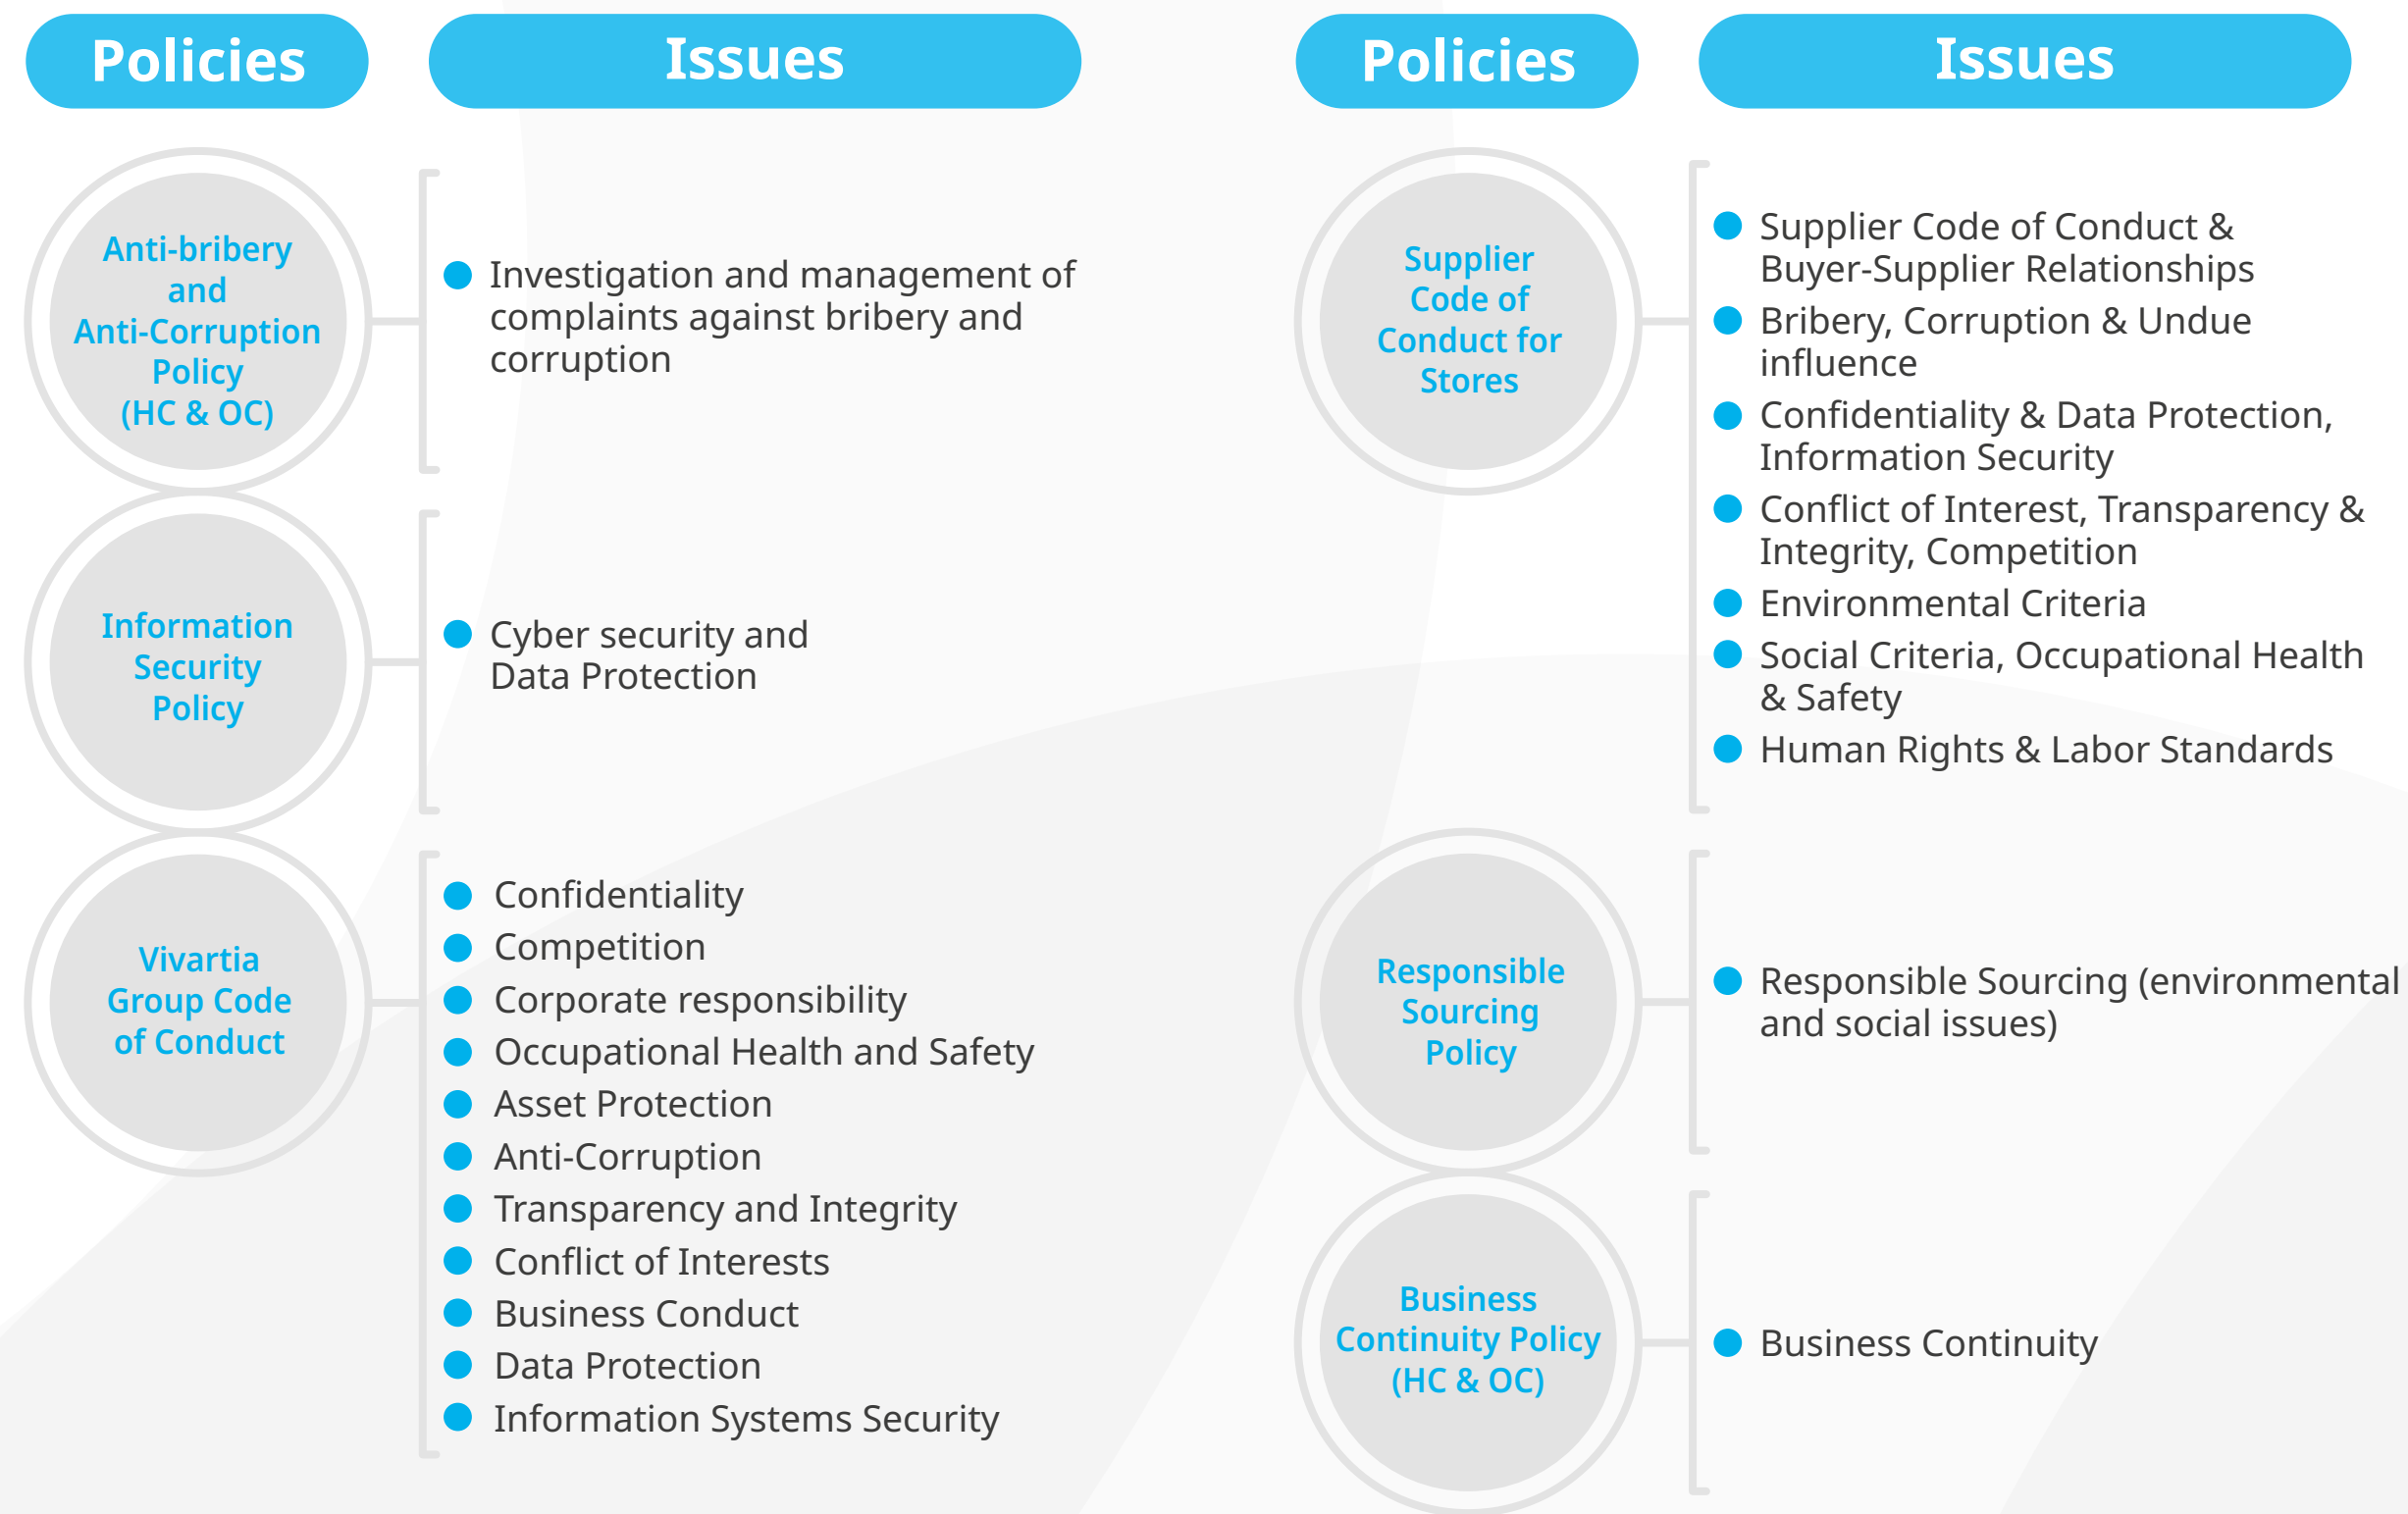 Policies
Issues
Anti-bribery
and
Anti-Corruption
Policy
(HC & OC)
Investigation and management of
complaints against bribery and
corruption
Information
Security
Policy
Cyber security and
Data Protection
Vivartia
Group Code
of Conduct
Confidentiality
Competition
Corporate responsibility
Occupational Health and Safety
Asset Protection
Anti-Corruption
Transparency and Integrity
Conflict of Interests
Business Conduct
Data Protection
Information Systems Security
Policies
Issues
Supplier
Code of
Conduct for
Stores
Supplier Code of Conduct &
Buyer-Supplier Relationships
Bribery, Corruption & Undue
influence
Confidentiality & Data Protection,
Information Security
Conflict of Interest, Transparency &
Integrity, Competition
Environmental Criteria
Social Criteria, Occupational Health
& Safety
Human Rights & Labor Standards
Responsible
Sourcing
Policy
Responsible Sourcing (environmental
and social issues)
Business
Continuity Policy
(HC & OC)
Business Continuity